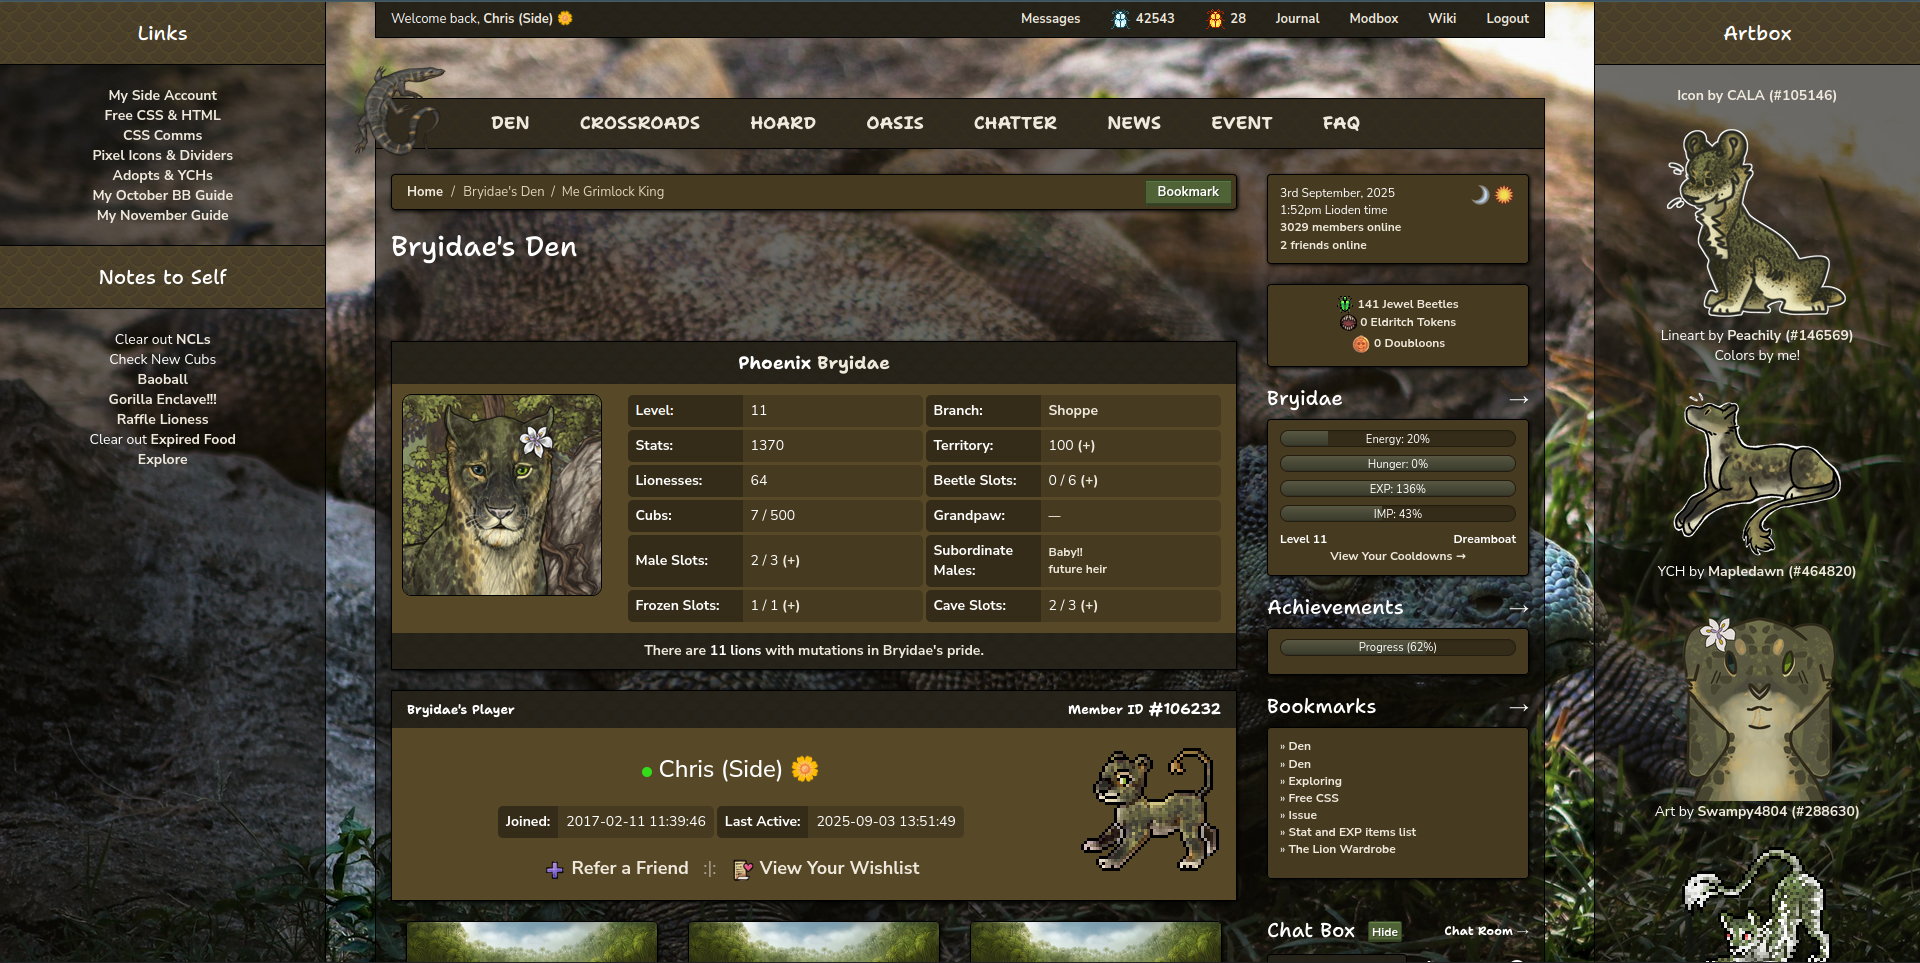 Links
My Side Account
Free CSS & HTML
CSS Comms
Pixel Icons & Dividers
Adopts & YCHs
My October BB Guide
My November Guide
Notes to Self
Clear out NCLs
Check New Cubs
Baoball
Gorilla Enclave!!!
Raffle Lioness
Clear out Expired Food
Explore
Welcome back, Chris (Side)
Messages 42543 28 Journal Modbox Wiki Logout
DEN CROSSROADS HOARD OASIS CHATTER NEWS EVENT FAQ
Home / Bryidae's Den / Me Grimlock King
Bookmark
Bryidae's Den
Phoenix Bryidae
Level: 11 Branch: Shoppe
Stats: 1370 Territory: 100 (+)
Lionesses: 64 Beetle Slots: 0 / 6 (+)
Cubs: 7 / 500 Grandpaw: —
Male Slots: 2 / 3 (+) Subordinate Males: Baby!!
future heir
Frozen Slots: 1 / 1 (+) Cave Slots: 2 / 3 (+)
There are 11 lions with mutations in Bryidae's pride.
Bryidae's Player Member ID #106232
Chris (Side)
Joined: 2017-02-11 11:39:46 Last Active: 2025-09-03 13:51:49
Refer a Friend :|: View Your Wishlist
3rd September, 2025
1:52pm Lioden time
3029 members online
2 friends online
141 Jewel Beetles
0 Eldritch Tokens
0 Doubloons
Bryidae →
Energy: 20%
Hunger: 0%
EXP: 136%
IMP: 43%
Level 11 Dreamboat
View Your Cooldowns →
Achievements →
Progress (62%)
Bookmarks →
» Den
» Den
» Exploring
» Free CSS
» Issue
» Stat and EXP items list
» The Lion Wardrobe
Chat Box Hide Chat Room →
Artbox
Icon by CALA (#105146)
Lineart by Peachily (#146569)
Colors by me!
YCH by Mapledawn (#464820)
Art by Swampy4804 (#288630)